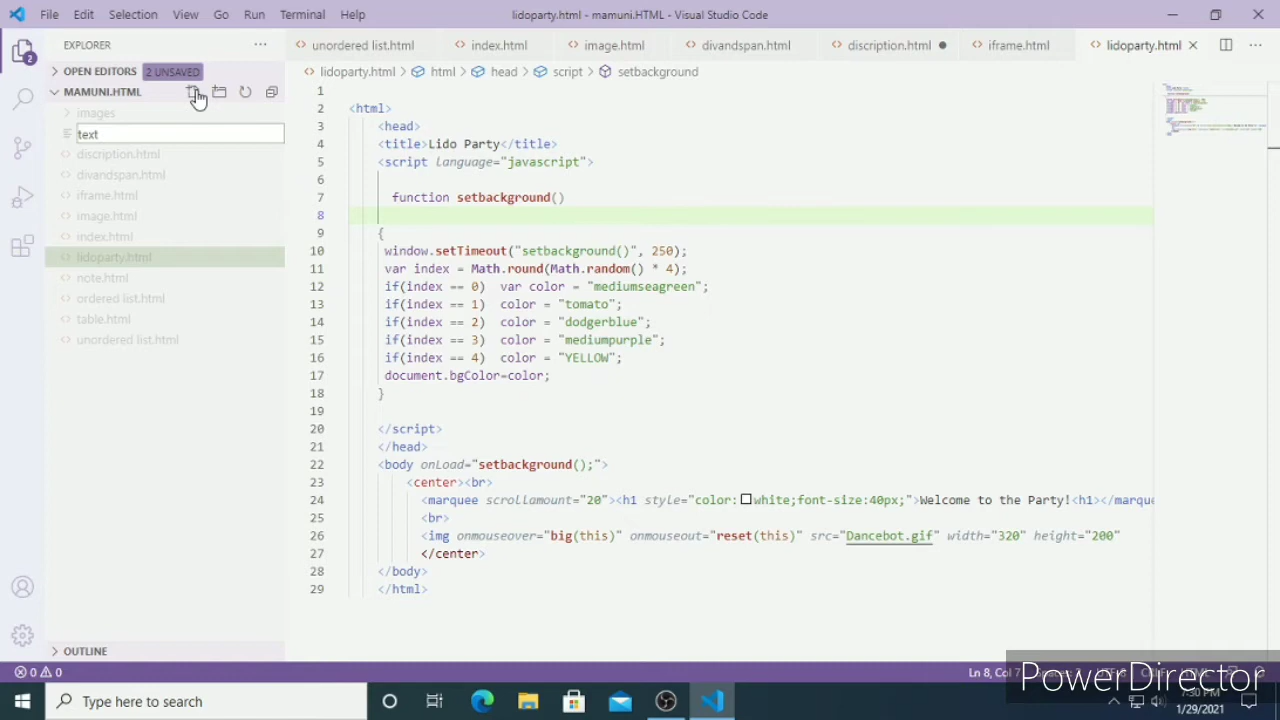 File Edit Selection View Go Run Terminal Help lidoparty.html - mamuni.HTML - Visual Studio Code
EXPLORER
unordered list.html index.html image.html divandspan.html discription.html iframe.html lidoparty.html
OPEN EDITORS 2 UNSAVED
lidoparty.html html head script setbackground
MAMUNI.HTML
images
text
discription.html
divandspan.html
iframe.html
image.html
index.html
lidoparty.html
note.html
ordered list.html
table.html
unordered list.html
OUTLINE
1
2 <html>
3 <head>
4 <title>Lido Party</title>
5 <script language="javascript">
6
7 function setbackground()
8
9 {
10 window.setTimeout("setbackground()", 250);
11 var index = Math.round(Math.random() * 4);
12 if(index == 0) var color = "mediumseagreen";
13 if(index == 1) color = "tomato";
14 if(index == 2) color = "dodgerblue";
15 if(index == 3) color = "mediumpurple";
16 if(index == 4) color = "YELLOW";
17 document.bgColor=color;
18 }
19
20 </script>
21 </head>
22 <body onLoad="setbackground();">
23 <center><br>
24 <marquee scrollamount="20"><h1 style="color:white;font-size:40px;">Welcome to the Party!<h1></marque
25 <br>
26 <img onmouseover="big(this)" onmouseout="reset(this)" src="Dancebot.gif" width="320" height="200"
27 </center>
28 </body>
29 </html>
2
0 0
Ln 8, Col 7
PowerDirector
Type here to search
7:30 PM
1/29/2021